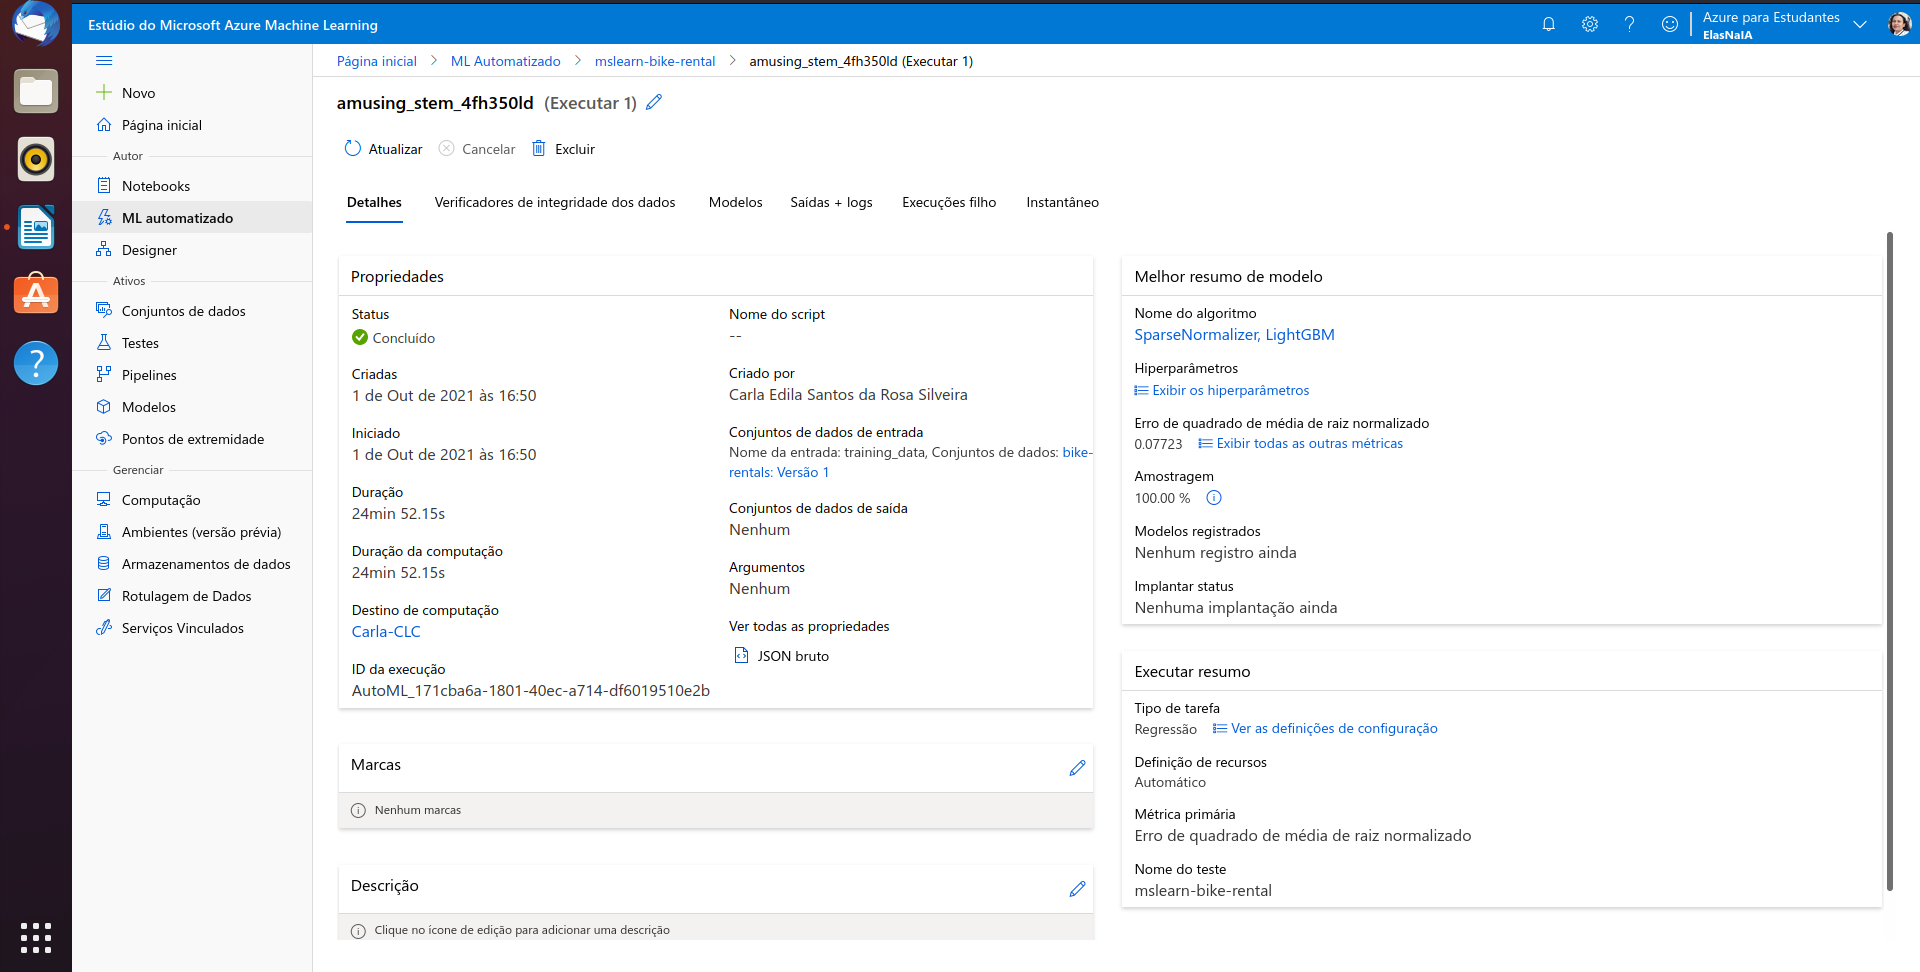 Estúdio do Microsoft Azure Machine Learning
Azure para Estudantes
ElasNaIA
Novo
Página inicial
Autor
Notebooks
ML automatizado
Designer
Ativos
Conjuntos de dados
Testes
Pipelines
Modelos
Pontos de extremidade
Gerenciar
Computação
Ambientes (versão prévia)
Armazenamentos de dados
Rotulagem de Dados
Serviços Vinculados
Página inicial > ML Automatizado > mslearn-bike-rental > amusing_stem_4fh350ld (Executar 1)
amusing_stem_4fh350ld (Executar 1)
Atualizar Cancelar Excluir
Detalhes Verificadores de integridade dos dados Modelos Saídas + logs Execuções filho Instantâneo
Propriedades
Status
Concluído
Criadas
1 de Out de 2021 às 16:50
Iniciado
1 de Out de 2021 às 16:50
Duração
24min 52.15s
Duração da computação
24min 52.15s
Destino de computação
Carla-CLC
ID da execução
AutoML_171cba6a-1801-40ec-a714-df6019510e2b
Nome do script
--
Criado por
Carla Edila Santos da Rosa Silveira
Conjuntos de dados de entrada
Nome da entrada: training_data, Conjuntos de dados: bike-
rentals: Versão 1
Conjuntos de dados de saída
Nenhum
Argumentos
Nenhum
Ver todas as propriedades
JSON bruto
Marcas
Nenhum marcas
Descrição
Clique no ícone de edição para adicionar uma descrição
Melhor resumo de modelo
Nome do algoritmo
SparseNormalizer, LightGBM
Hiperparâmetros
Exibir os hiperparâmetros
Erro de quadrado de média de raiz normalizado
0.07723 Exibir todas as outras métricas
Amostragem
100.00 %
Modelos registrados
Nenhum registro ainda
Implantar status
Nenhuma implantação ainda
Executar resumo
Tipo de tarefa
Regressão Ver as definições de configuração
Definição de recursos
Automático
Métrica primária
Erro de quadrado de média de raiz normalizado
Nome do teste
mslearn-bike-rental